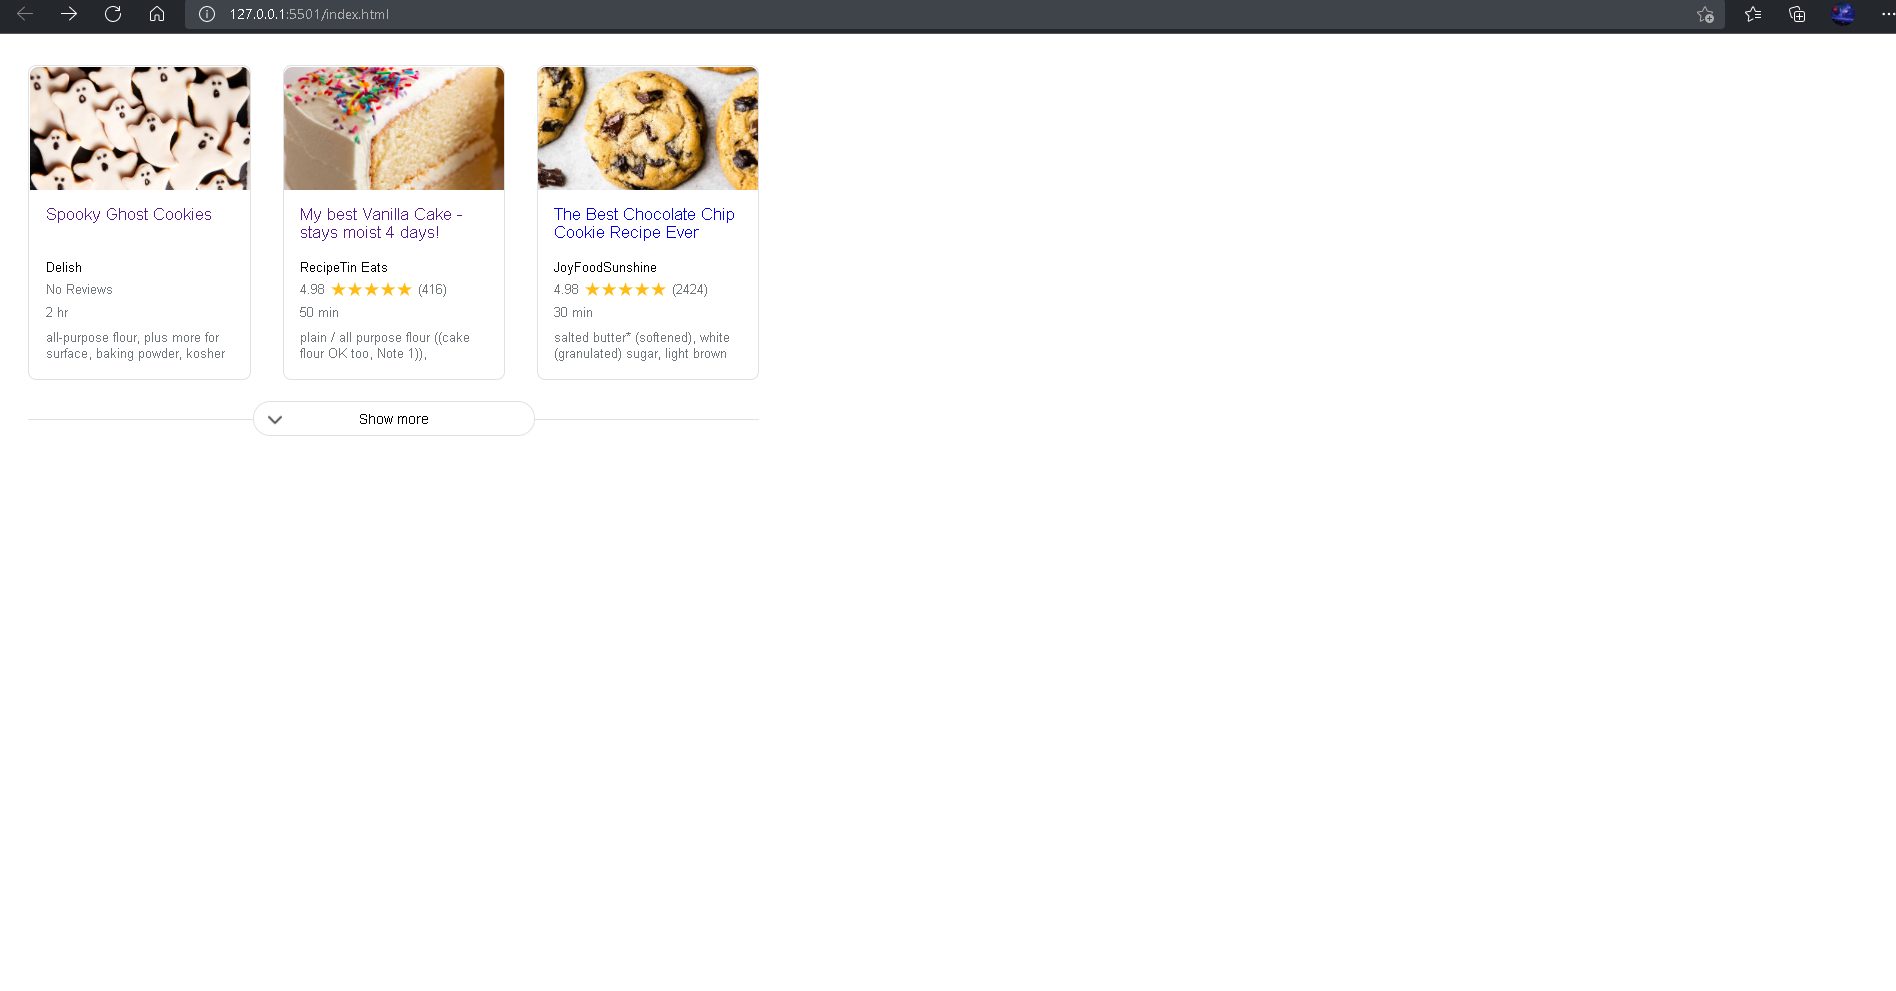 127.0.0.1:5501/index.html
Spooky Ghost Cookies
Delish
No Reviews
2 hr
all-purpose flour, plus more for
surface, baking powder, kosher
My best Vanilla Cake -
stays moist 4 days!
RecipeTin Eats
4.98 ★★★★★ (416)
50 min
plain / all purpose flour ((cake
flour OK too, Note 1)),
The Best Chocolate Chip
Cookie Recipe Ever
JoyFoodSunshine
4.98 ★★★★★ (2424)
30 min
salted butter* (softened), white
(granulated) sugar, light brown
Show more